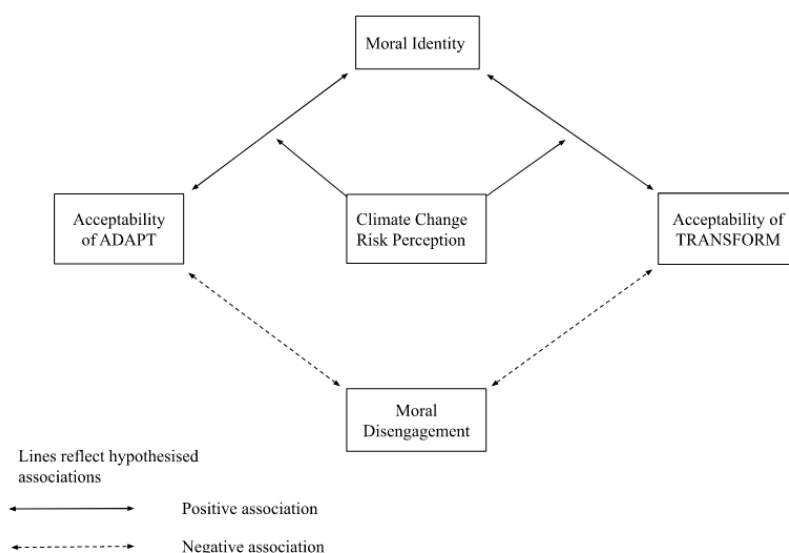 Moral Identity
Acceptability
of ADAPT
Climate Change
Risk Perception
Acceptability of
TRANSFORM
Moral
Disengagement
Lines reflect hypothesised
associations
Positive association
Negative association